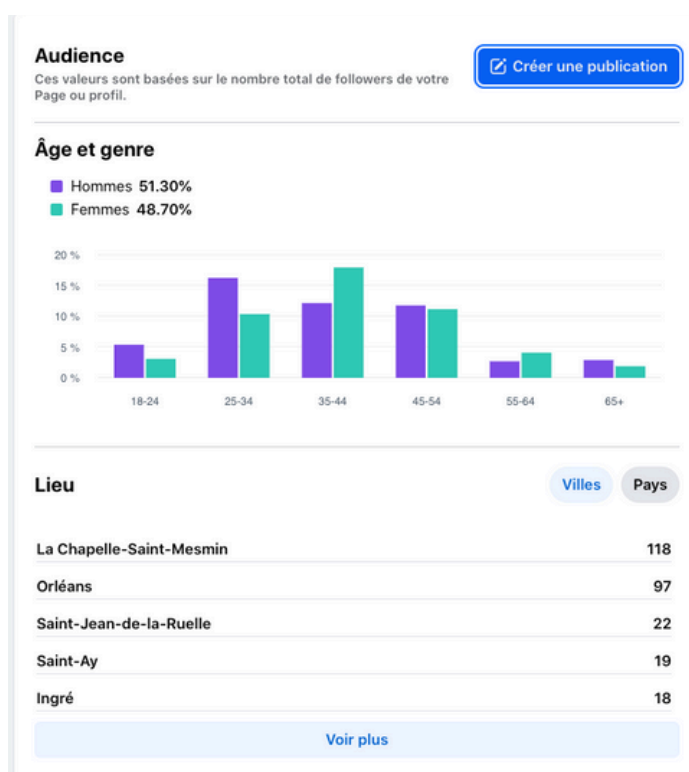 Audience
Créer une publication
Ces valeurs sont basées sur le nombre total de followers de votre
Page ou profil.
Âge et genre
Hommes 51.30%
Femmes 48.70%
20 %
15 %
10 %
5 %
0 %
18-24 25-34 35-44 45-54 55-64 65+
Lieu
Villes Pays
La Chapelle-Saint-Mesmin 118
Orléans 97
Saint-Jean-de-la-Ruelle 22
Saint-Ay 19
Ingré 18
Voir plus